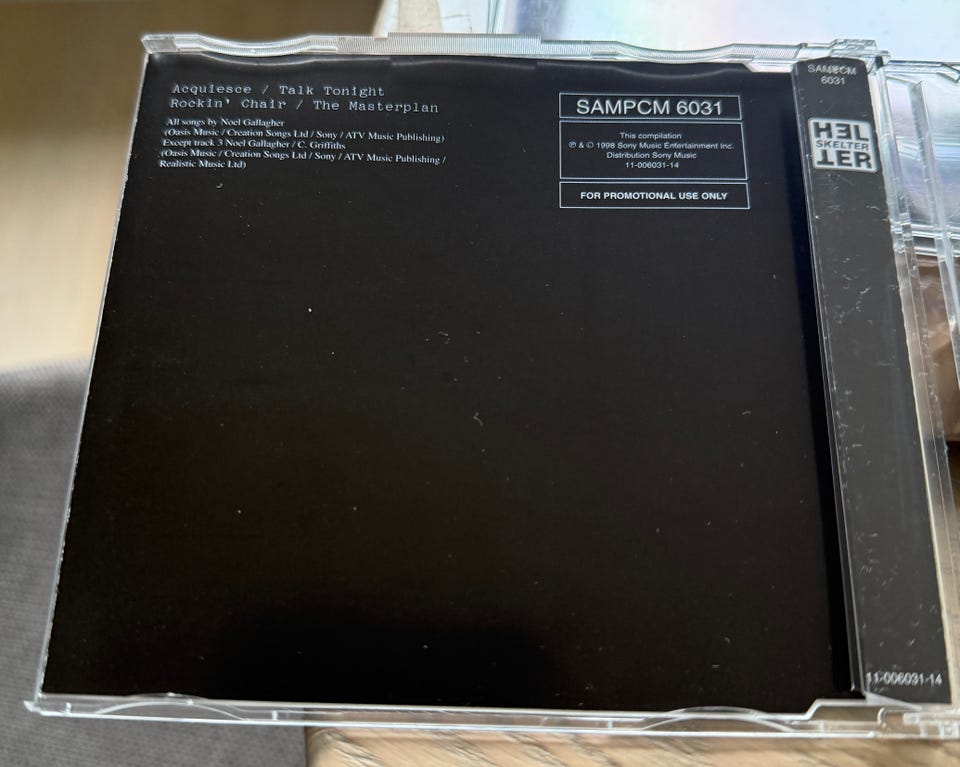 Acquiesce / Talk Tonight
Rockin' Chair / The Masterplan
All songs by Noel Gallagher
(Oasis Music / Creation Songs Ltd / Sony / ATV Music Publishing)
Except track 3 Noel Gallagher / C. Griffiths
(Oasis Music / Creation Songs Ltd / Sony / ATV Music Publishing /
Realistic Music Ltd)
SAMPCM 6031
This compilation
℗ & © 1998 Sony Music Entertainment Inc.
Distribution Sony Music
11-006031-14
FOR PROMOTIONAL USE ONLY
SAMPCM
6031
HEL
SKELTER
TER
11-006031-14